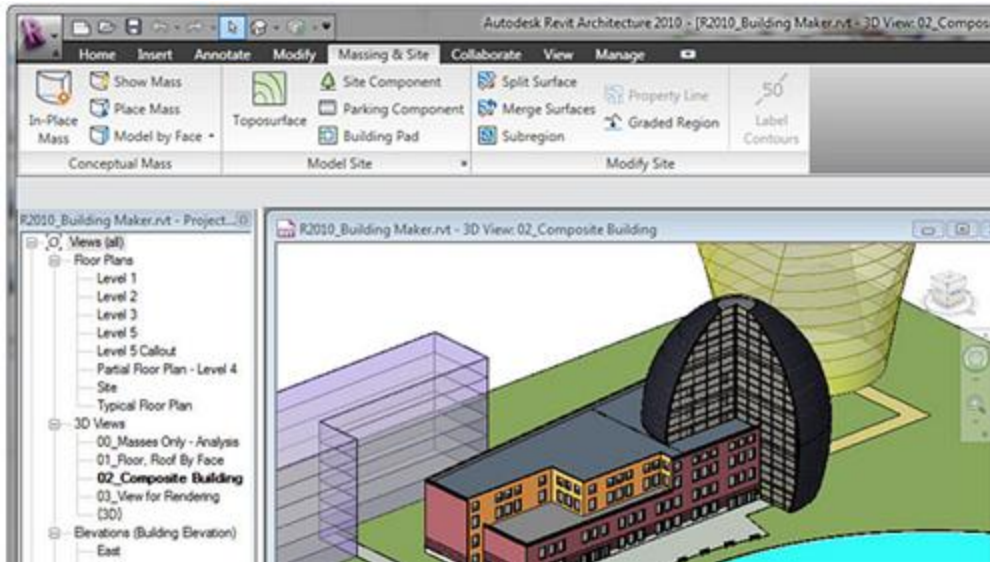 Autodesk Revit Architecture 2010 - [R2010_Building Maker.rvt - 3D View: 02_Compos
Home Insert Annotate Modify Massing & Site Collaborate View Manage
In-Place Mass
Show Mass
Place Mass
Model by Face
Conceptual Mass
Toposurface
Site Component
Parking Component
Building Pad
Model Site
Split Surface
Merge Surfaces
Subregion
Property Line
Graded Region
50
Label Contours
Modify Site
R2010_Building Maker.rvt - Project...
Views (all)
Floor Plans
Level 1
Level 2
Level 3
Level 5
Level 5 Callout
Partial Floor Plan - Level 4
Site
Typical Floor Plan
3D Views
00_Masses Only - Analysis
01_Floor, Roof By Face
02_Composite Building
03_View for Rendering
{3D}
Elevations (Building Elevation)
East
R2010_Building Maker.rvt - 3D View: 02_Composite Building